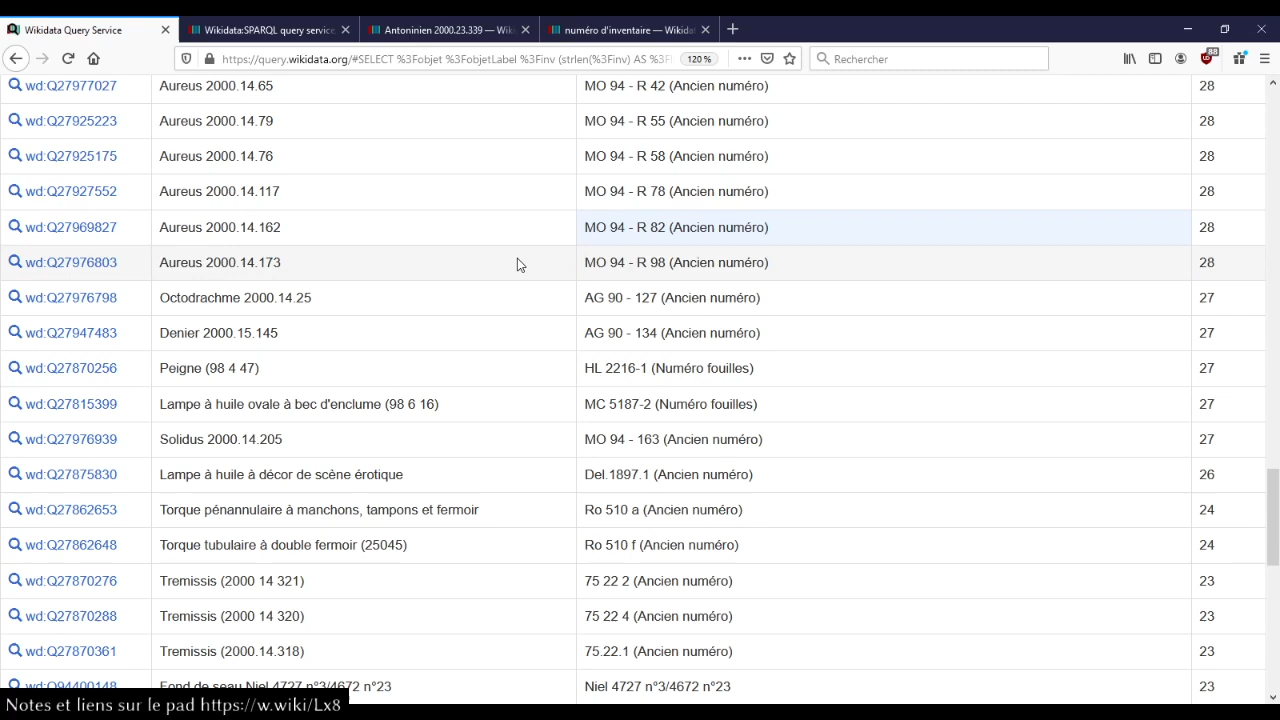 Wikidata Query Service
Wikidata:SPARQL query service
Antoninien 2000.23.339 — Wiki
numéro d'inventaire — Wikidat
https://query.wikidata.org/#SELECT %3Fobjet %3FobjetLabel %3Finv (strlen(%3Finv) AS %3Fl
120 %
Rechercher
88
wd:Q27977027 Aureus 2000.14.65 MO 94 - R 42 (Ancien numéro) 28
wd:Q27925223 Aureus 2000.14.79 MO 94 - R 55 (Ancien numéro) 28
wd:Q27925175 Aureus 2000.14.76 MO 94 - R 58 (Ancien numéro) 28
wd:Q27927552 Aureus 2000.14.117 MO 94 - R 78 (Ancien numéro) 28
wd:Q27969827 Aureus 2000.14.162 MO 94 - R 82 (Ancien numéro) 28
wd:Q27976803 Aureus 2000.14.173 MO 94 - R 98 (Ancien numéro) 28
wd:Q27976798 Octodrachme 2000.14.25 AG 90 - 127 (Ancien numéro) 27
wd:Q27947483 Denier 2000.15.145 AG 90 - 134 (Ancien numéro) 27
wd:Q27870256 Peigne (98 4 47) HL 2216-1 (Numéro fouilles) 27
wd:Q27815399 Lampe à huile ovale à bec d'enclume (98 6 16) MC 5187-2 (Numéro fouilles) 27
wd:Q27976939 Solidus 2000.14.205 MO 94 - 163 (Ancien numéro) 27
wd:Q27875830 Lampe à huile à décor de scène érotique Del.1897.1 (Ancien numéro) 26
wd:Q27862653 Torque pénannulaire à manchons, tampons et fermoir Ro 510 a (Ancien numéro) 24
wd:Q27862648 Torque tubulaire à double fermoir (25045) Ro 510 f (Ancien numéro) 24
wd:Q27870276 Tremissis (2000 14 321) 75 22 2 (Ancien numéro) 23
wd:Q27870288 Tremissis (2000 14 320) 75 22 4 (Ancien numéro) 23
wd:Q27870361 Tremissis (2000.14.318) 75.22.1 (Ancien numéro) 23
wd:Q94400148 Fond de seau Niel 4727 n°3/4672 n°23 Niel 4727 n°3/4672 n°23 23
Notes et liens sur le pad https://w.wiki/Lx8